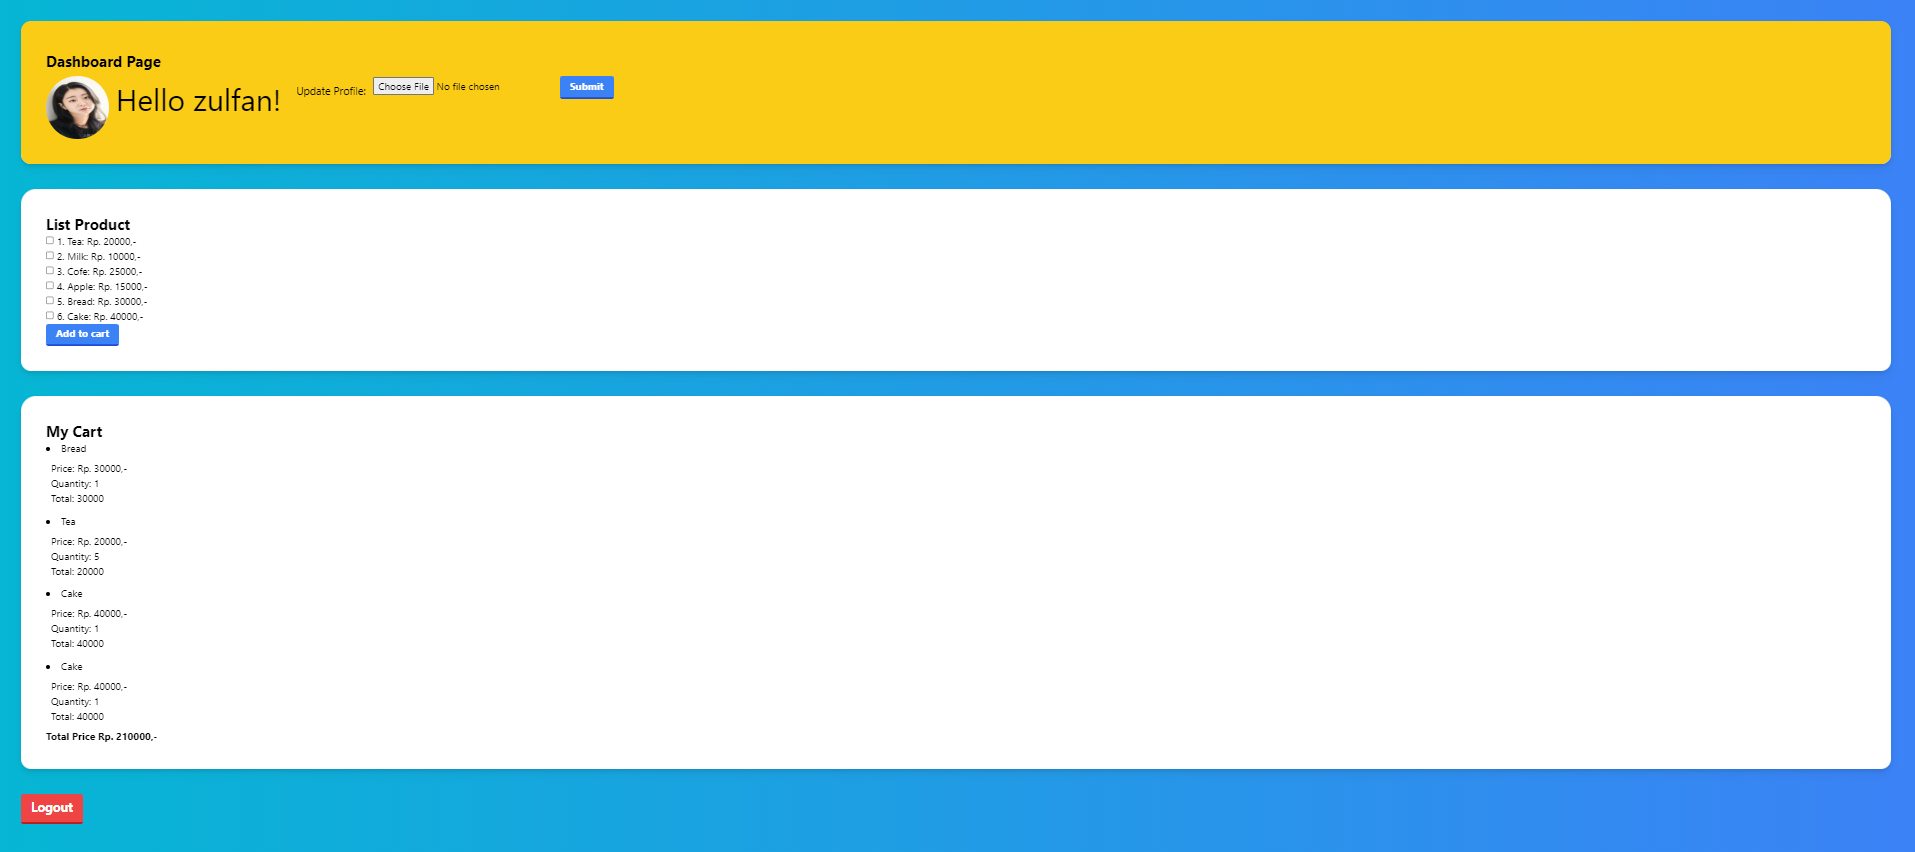 Dashboard Page
Hello zulfan! Update Profile: Choose File No file chosen Submit
List Product
1. Tea: Rp. 20000,-
2. Milk: Rp. 10000,-
3. Cofe: Rp. 25000,-
4. Apple: Rp. 15000,-
5. Bread: Rp. 30000,-
6. Cake: Rp. 40000,-
Add to cart
My Cart
• Bread
Price: Rp. 30000,-
Quantity: 1
Total: 30000
• Tea
Price: Rp. 20000,-
Quantity: 5
Total: 20000
• Cake
Price: Rp. 40000,-
Quantity: 1
Total: 40000
• Cake
Price: Rp. 40000,-
Quantity: 1
Total: 40000
Total Price Rp. 210000,-
Logout